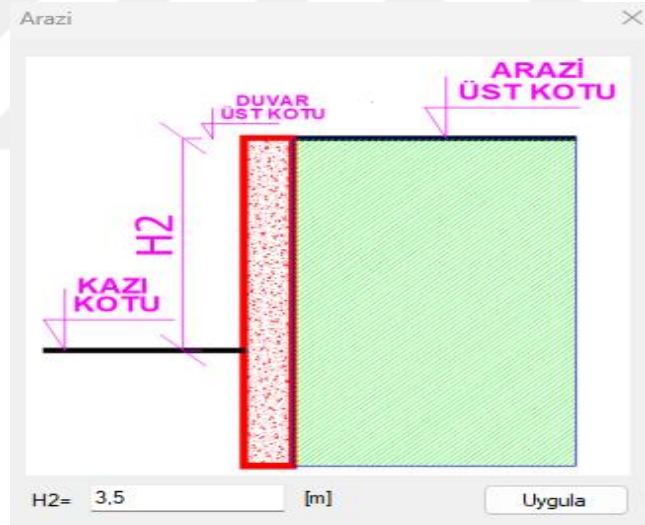 Arazi
ARAZİ
ÜST KOTU
DUVAR
ÜST KOTU
H2
KAZI
KOTU
H2= 3,5 [m] Uygula